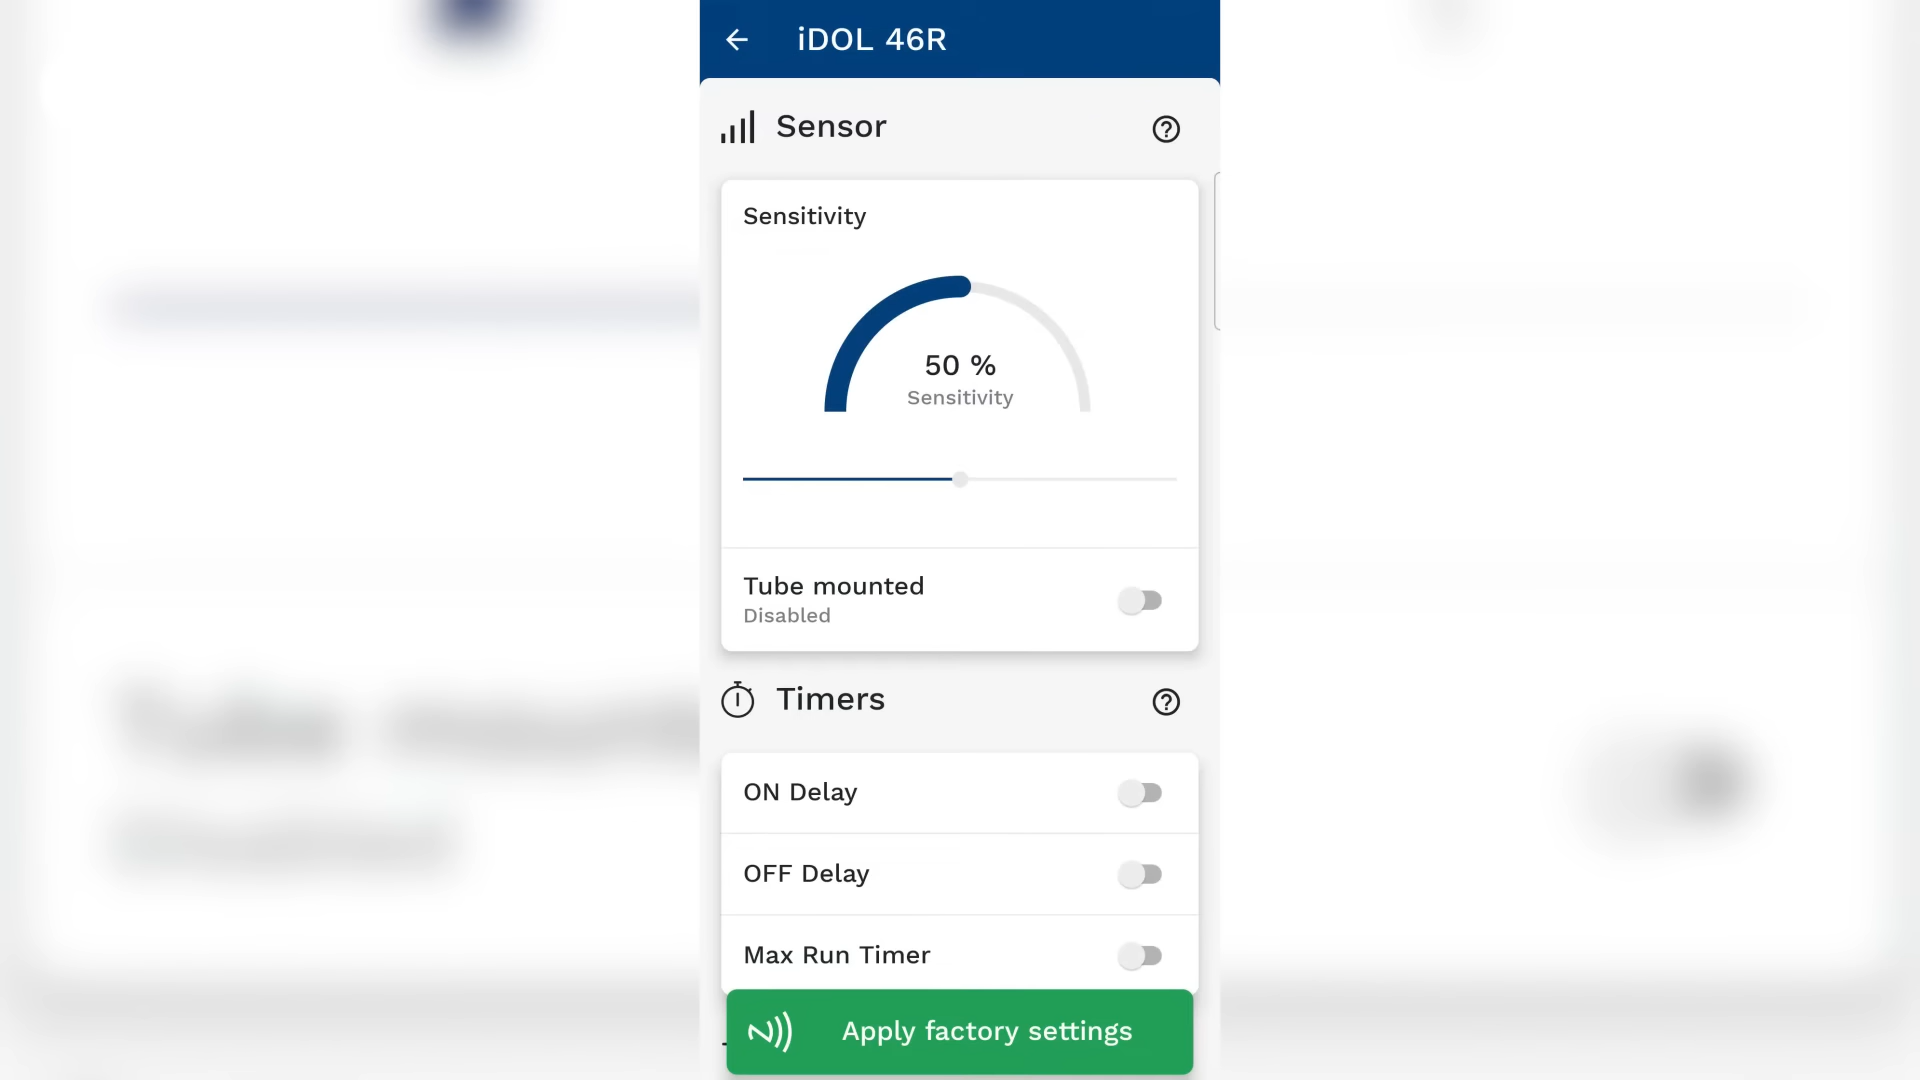 iDOL 46R
Sensor
Sensitivity
50 %
Sensitivity
Tube mounted
Disabled
Timers
ON Delay
OFF Delay
Max Run Timer
Apply factory settings